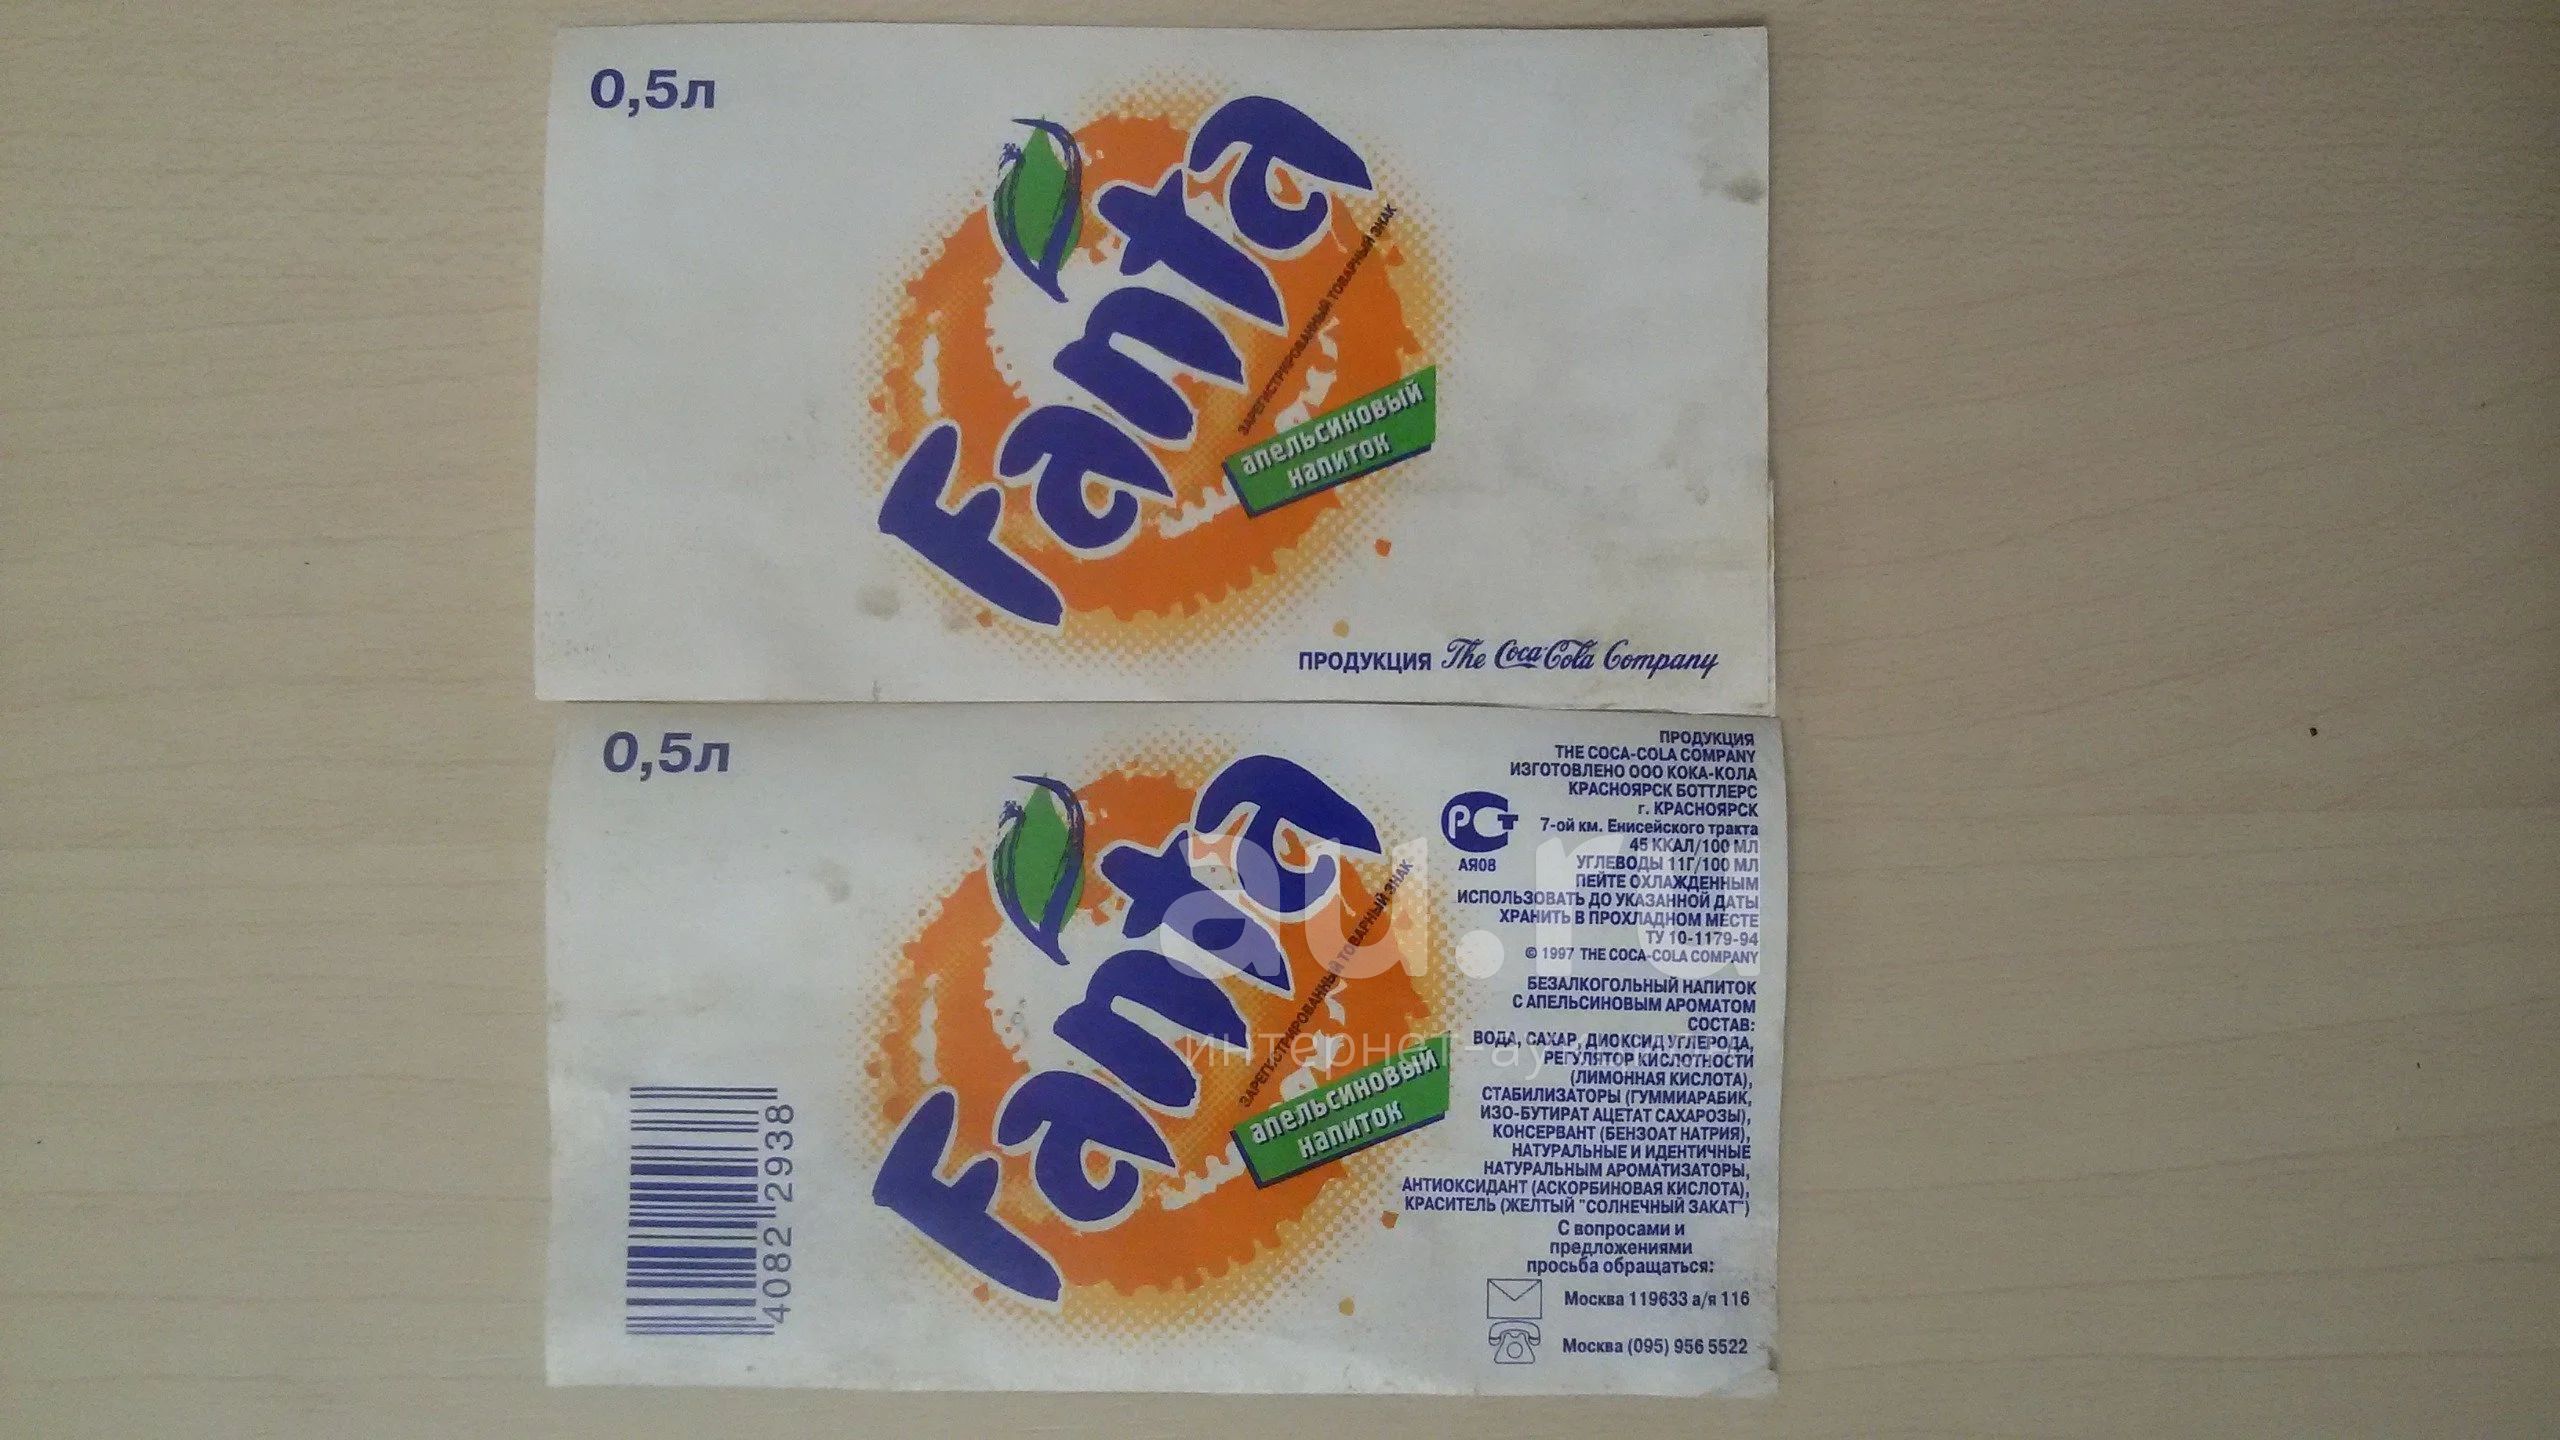 0,5л
Fanta
ЗАРЕГИСТРИРОВАННЫЙ ТОВАРНЫЙ ЗНАК
апельсиновый
напиток
ПРОДУКЦИЯ The Coca-Cola Company
0,5л
Fanta
ЗАРЕГИСТРИРОВАННЫЙ ТОВАРНЫЙ ЗНАК
апельсиновый
напиток
4082 2938
РСТ
АЯ08
ПРОДУКЦИЯ
THE COCA-COLA COMPANY
ИЗГОТОВЛЕНО ООО КОКА-КОЛА
КРАСНОЯРСК БОТТЛЕРС
г. КРАСНОЯРСК
7-ой км. Енисейского тракта
45 ККАЛ/100 МЛ
УГЛЕВОДЫ 11Г/100 МЛ
ПЕЙТЕ ОХЛАЖДЕННЫМ
ИСПОЛЬЗОВАТЬ ДО УКАЗАННОЙ ДАТЫ
ХРАНИТЬ В ПРОХЛАДНОМ МЕСТЕ
ТУ 10-1179-94
© 1997 THE COCA-COLA COMPANY
БЕЗАЛКОГОЛЬНЫЙ НАПИТОК
С АПЕЛЬСИНОВЫМ АРОМАТОМ
СОСТАВ:
ВОДА, САХАР, ДИОКСИД УГЛЕРОДА,
РЕГУЛЯТОР КИСЛОТНОСТИ
(ЛИМОННАЯ КИСЛОТА),
СТАБИЛИЗАТОРЫ (ГУММИАРАБИК,
ИЗО-БУТИРАТ АЦЕТАТ САХАРОЗЫ),
КОНСЕРВАНТ (БЕНЗОАТ НАТРИЯ),
НАТУРАЛЬНЫЕ И ИДЕНТИЧНЫЕ
НАТУРАЛЬНЫМ АРОМАТИЗАТОРЫ,
АНТИОКСИДАНТ (АСКОРБИНОВАЯ КИСЛОТА),
КРАСИТЕЛЬ (ЖЕЛТЫЙ "СОЛНЕЧНЫЙ ЗАКАТ")
С вопросами и
предложениями
просьба обращаться:
Москва 119633 а/я 116
Москва (095) 956 5522
au.ru